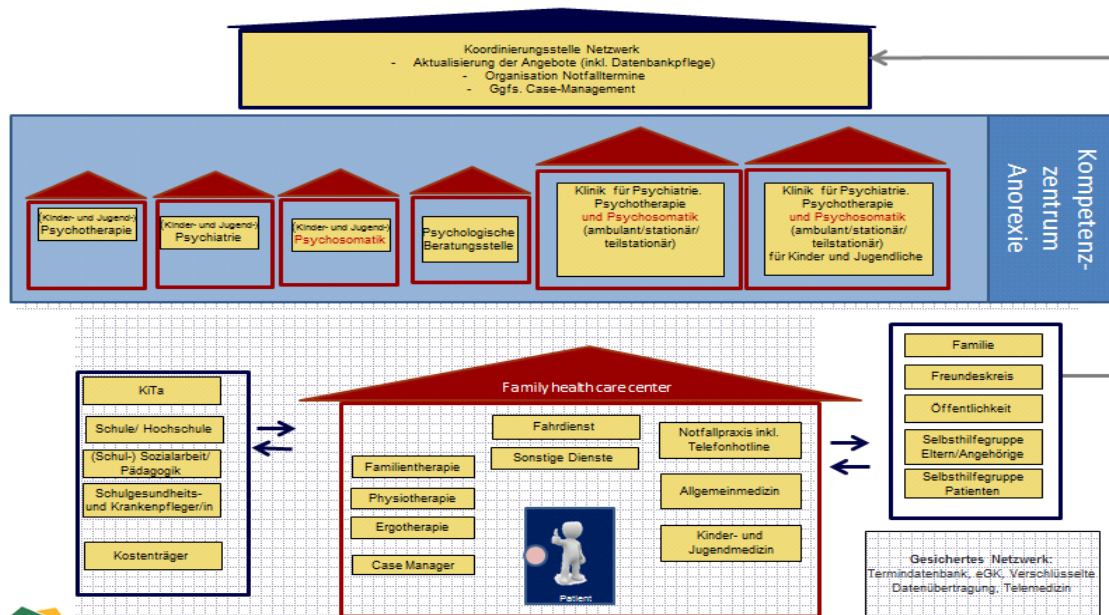 Koordinierungsstelle Netzwerk
- Aktualisierung der Angebote (inkl. Datenbankpflege)
- Organisation Notfalltermine
- Ggfs. Case-Management
(Kinder- und Jugend-)
Psychotherapie
(Kinder- und Jugend-)
Psychiatrie
(Kinder- und Jugend-)
Psychosomatik
Psychologische
Beratungsstelle
Klinik für Psychiatrie.
Psychotherapie
und Psychosomatik
(ambulant/stationär/
teilstationär)
Klinik für Psychiatrie.
Psychotherapie
und Psychosomatik
(ambulant/stationär/
teilstationär)
für Kinder und Jugendliche
Kompetenz-
zentrum
Anorexie
KiTa
Schule/ Hochschule
(Schul-) Sozialarbeit/
Pädagogik
Schulgesundheits-
und Krankenpfleger/in
Kostenträger
Family health care center
Fahrdienst
Sonstige Dienste
Familientherapie
Physiotherapie
Ergotherapie
Case Manager
Patient
Notfallpraxis inkl.
Telefonhotline
Allgemeinmedizin
Kinder- und
Jugendmedizin
Familie
Freundeskreis
Öffentlichkeit
Selbsthilfegruppe
Eltern/Angehörige
Selbsthilfegruppe
Patienten
Gesichertes Netzwerk:
Termindatenbank, eGK, Verschlüsselte
Datenübertragung, Telemedizin